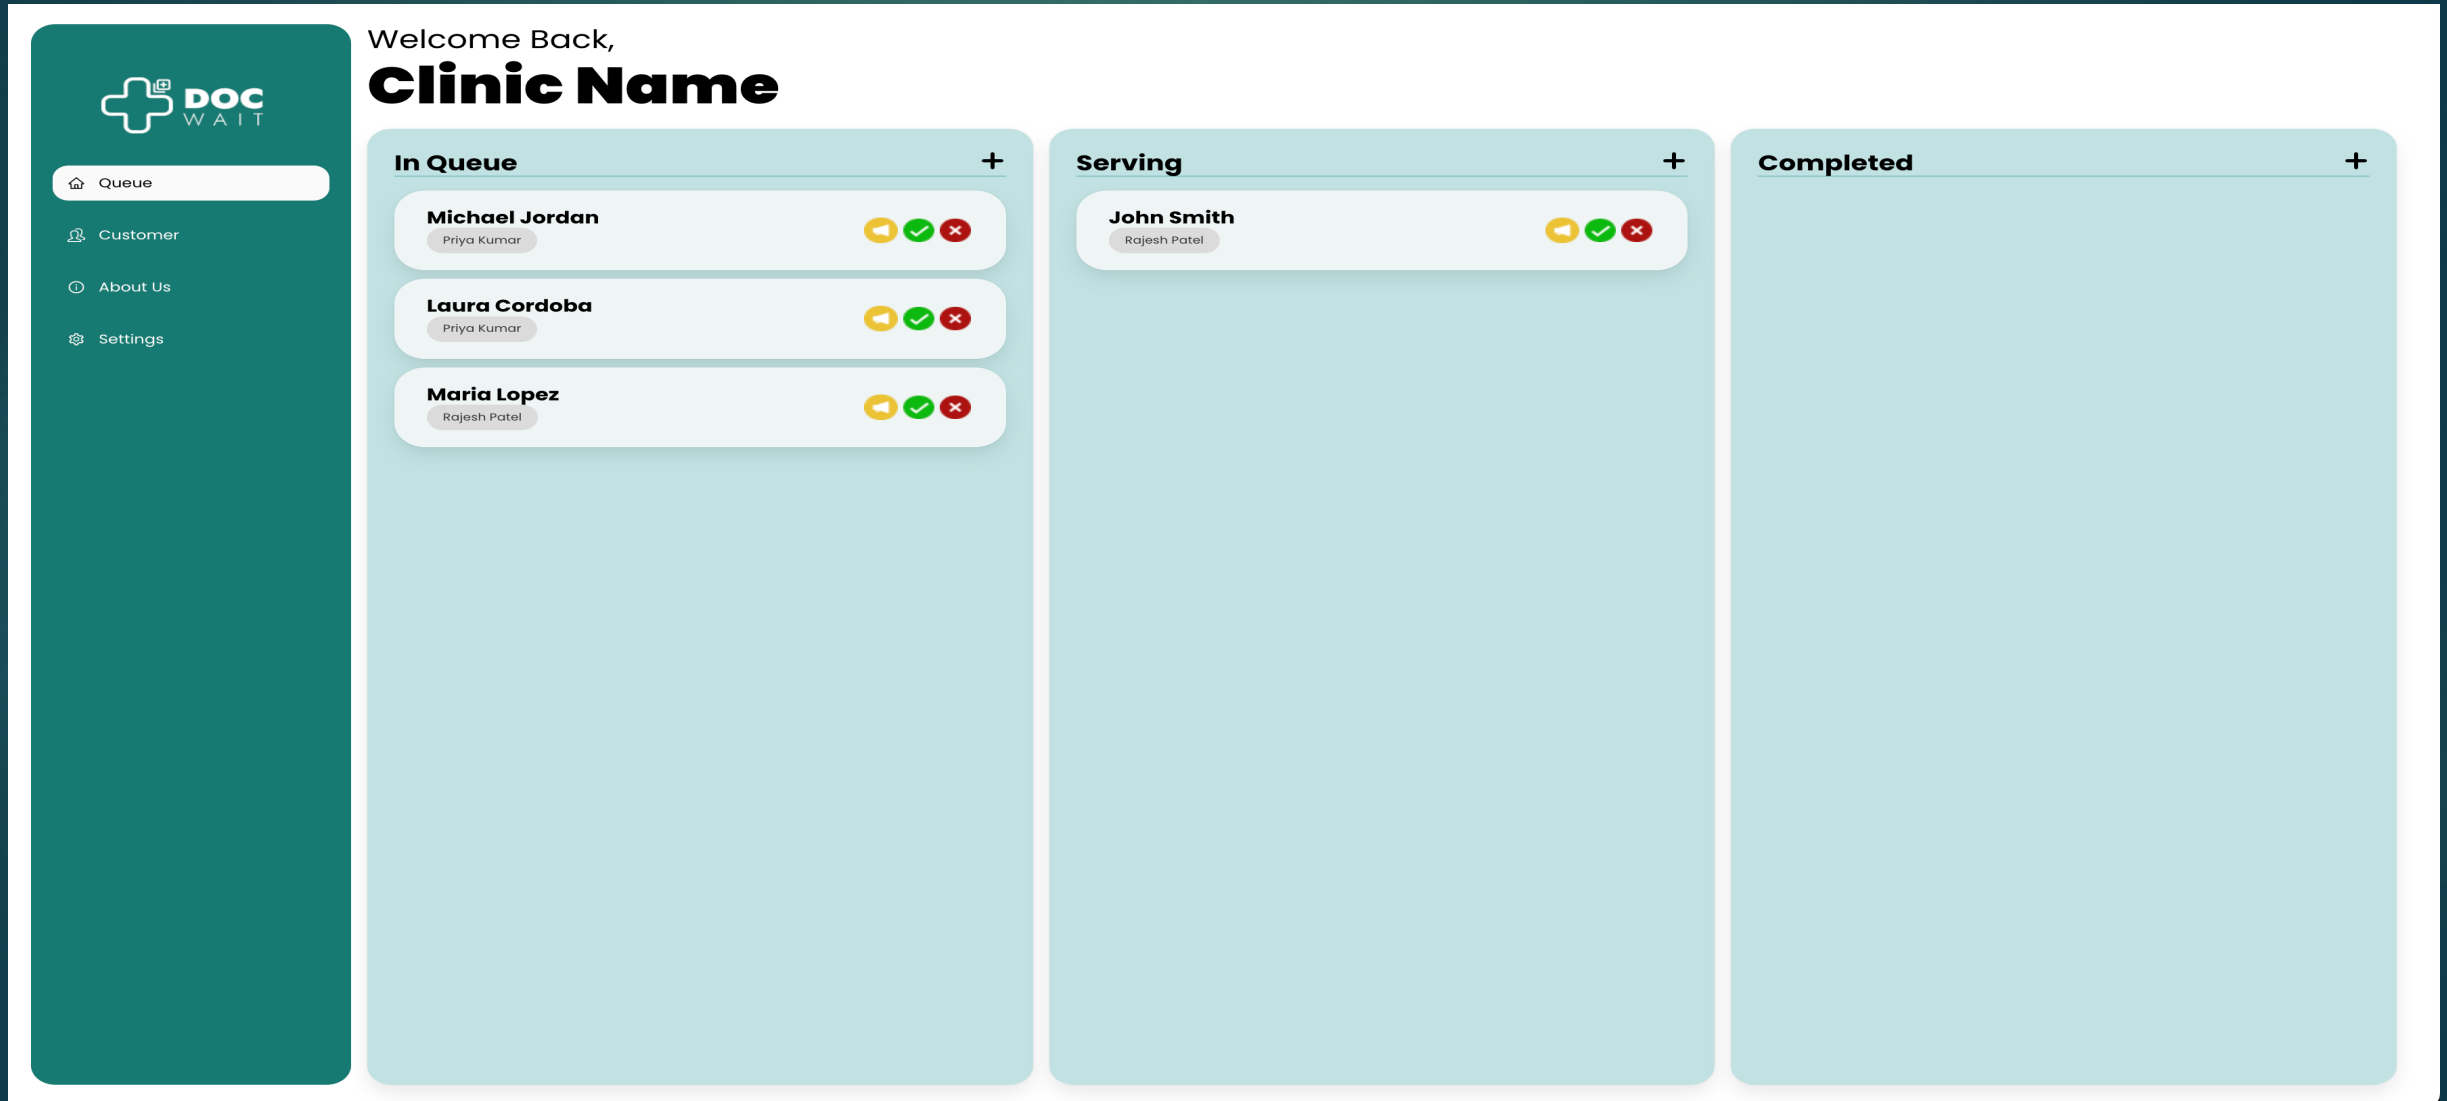 DOC
WAIT
Queue
Customer
About Us
Settings
Welcome Back,
Clinic Name
In Queue
Michael Jordan
Priya Kumar
Laura Cordoba
Priya Kumar
Maria Lopez
Rajesh Patel
Serving
John Smith
Rajesh Patel
Completed